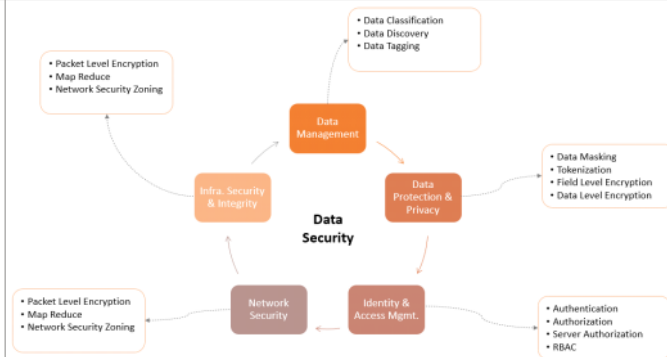 • Data Classification
• Data Discovery
• Data Tagging
• Packet Level Encryption
• Map Reduce
• Network Security Zoning
Data
Management
Infra. Security
& Integrity
Data
Protection &
Privacy
• Data Masking
• Tokenization
• Field Level Encryption
• Data Level Encryption
Data
Security
Network
Security
Identity &
Access Mgmt.
• Packet Level Encryption
• Map Reduce
• Network Security Zoning
• Authentication
• Authorization
• Server Authorization
• RBAC